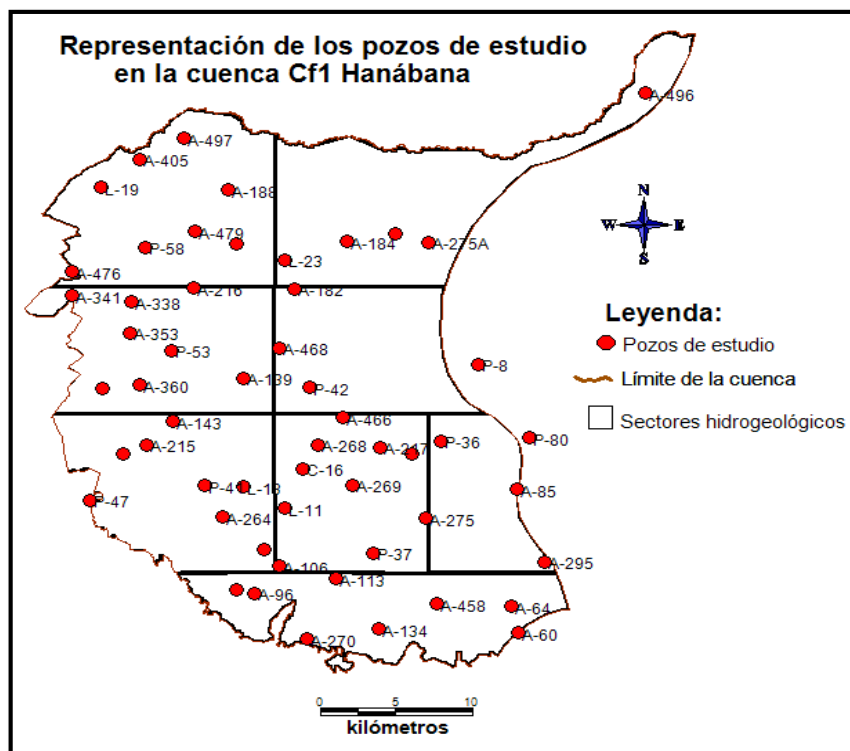 Representación de los pozos de estudio
en la cuenca Cf1 Hanábana
A-496
A-497
A-405
L-19
A-188
N
W E
S
A-479
P-58
A-184
A-275A
L-23
A-476
A-341
A-338
A-216
A-182
Leyenda:
Pozos de estudio
Límite de la cuenca
Sectores hidrogeológicos
A-353
P-53
A-468
P-8
A-360
A-139
P-42
A-143
A-466
A-215
A-268
A-247
P-36
P-80
C-16
P-47
P-41
L-18
A-269
A-85
A-264
L-11
A-275
P-37
A-106
A-295
A-113
A-96
A-458
A-64
A-270
A-134
A-60
0 5 10
kilómetros